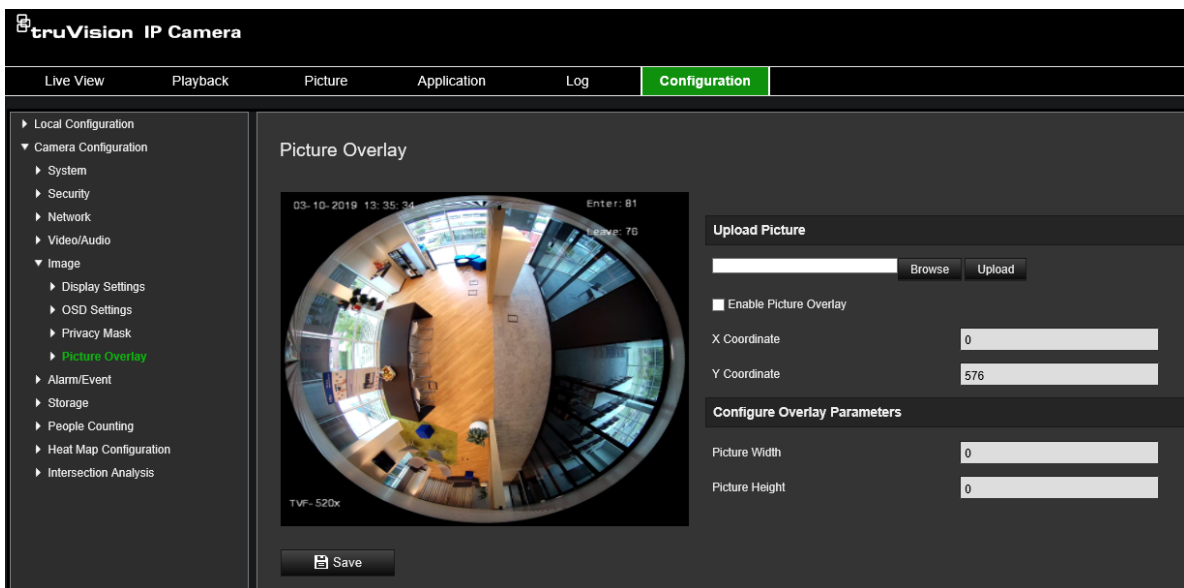 truVision IP Camera
Live View Playback Picture Application Log Configuration
Local Configuration
Camera Configuration
System
Security
Network
Video/Audio
Image
Display Settings
OSD Settings
Privacy Mask
Picture Overlay
Alarm/Event
Storage
People Counting
Heat Map Configuration
Intersection Analysis
Picture Overlay
03-10-2019 13:35:34 Enter: 81
Leave: 76
TVF-520x
Upload Picture
Browse Upload
Enable Picture Overlay
X Coordinate 0
Y Coordinate 576
Configure Overlay Parameters
Picture Width 0
Picture Height 0
Save